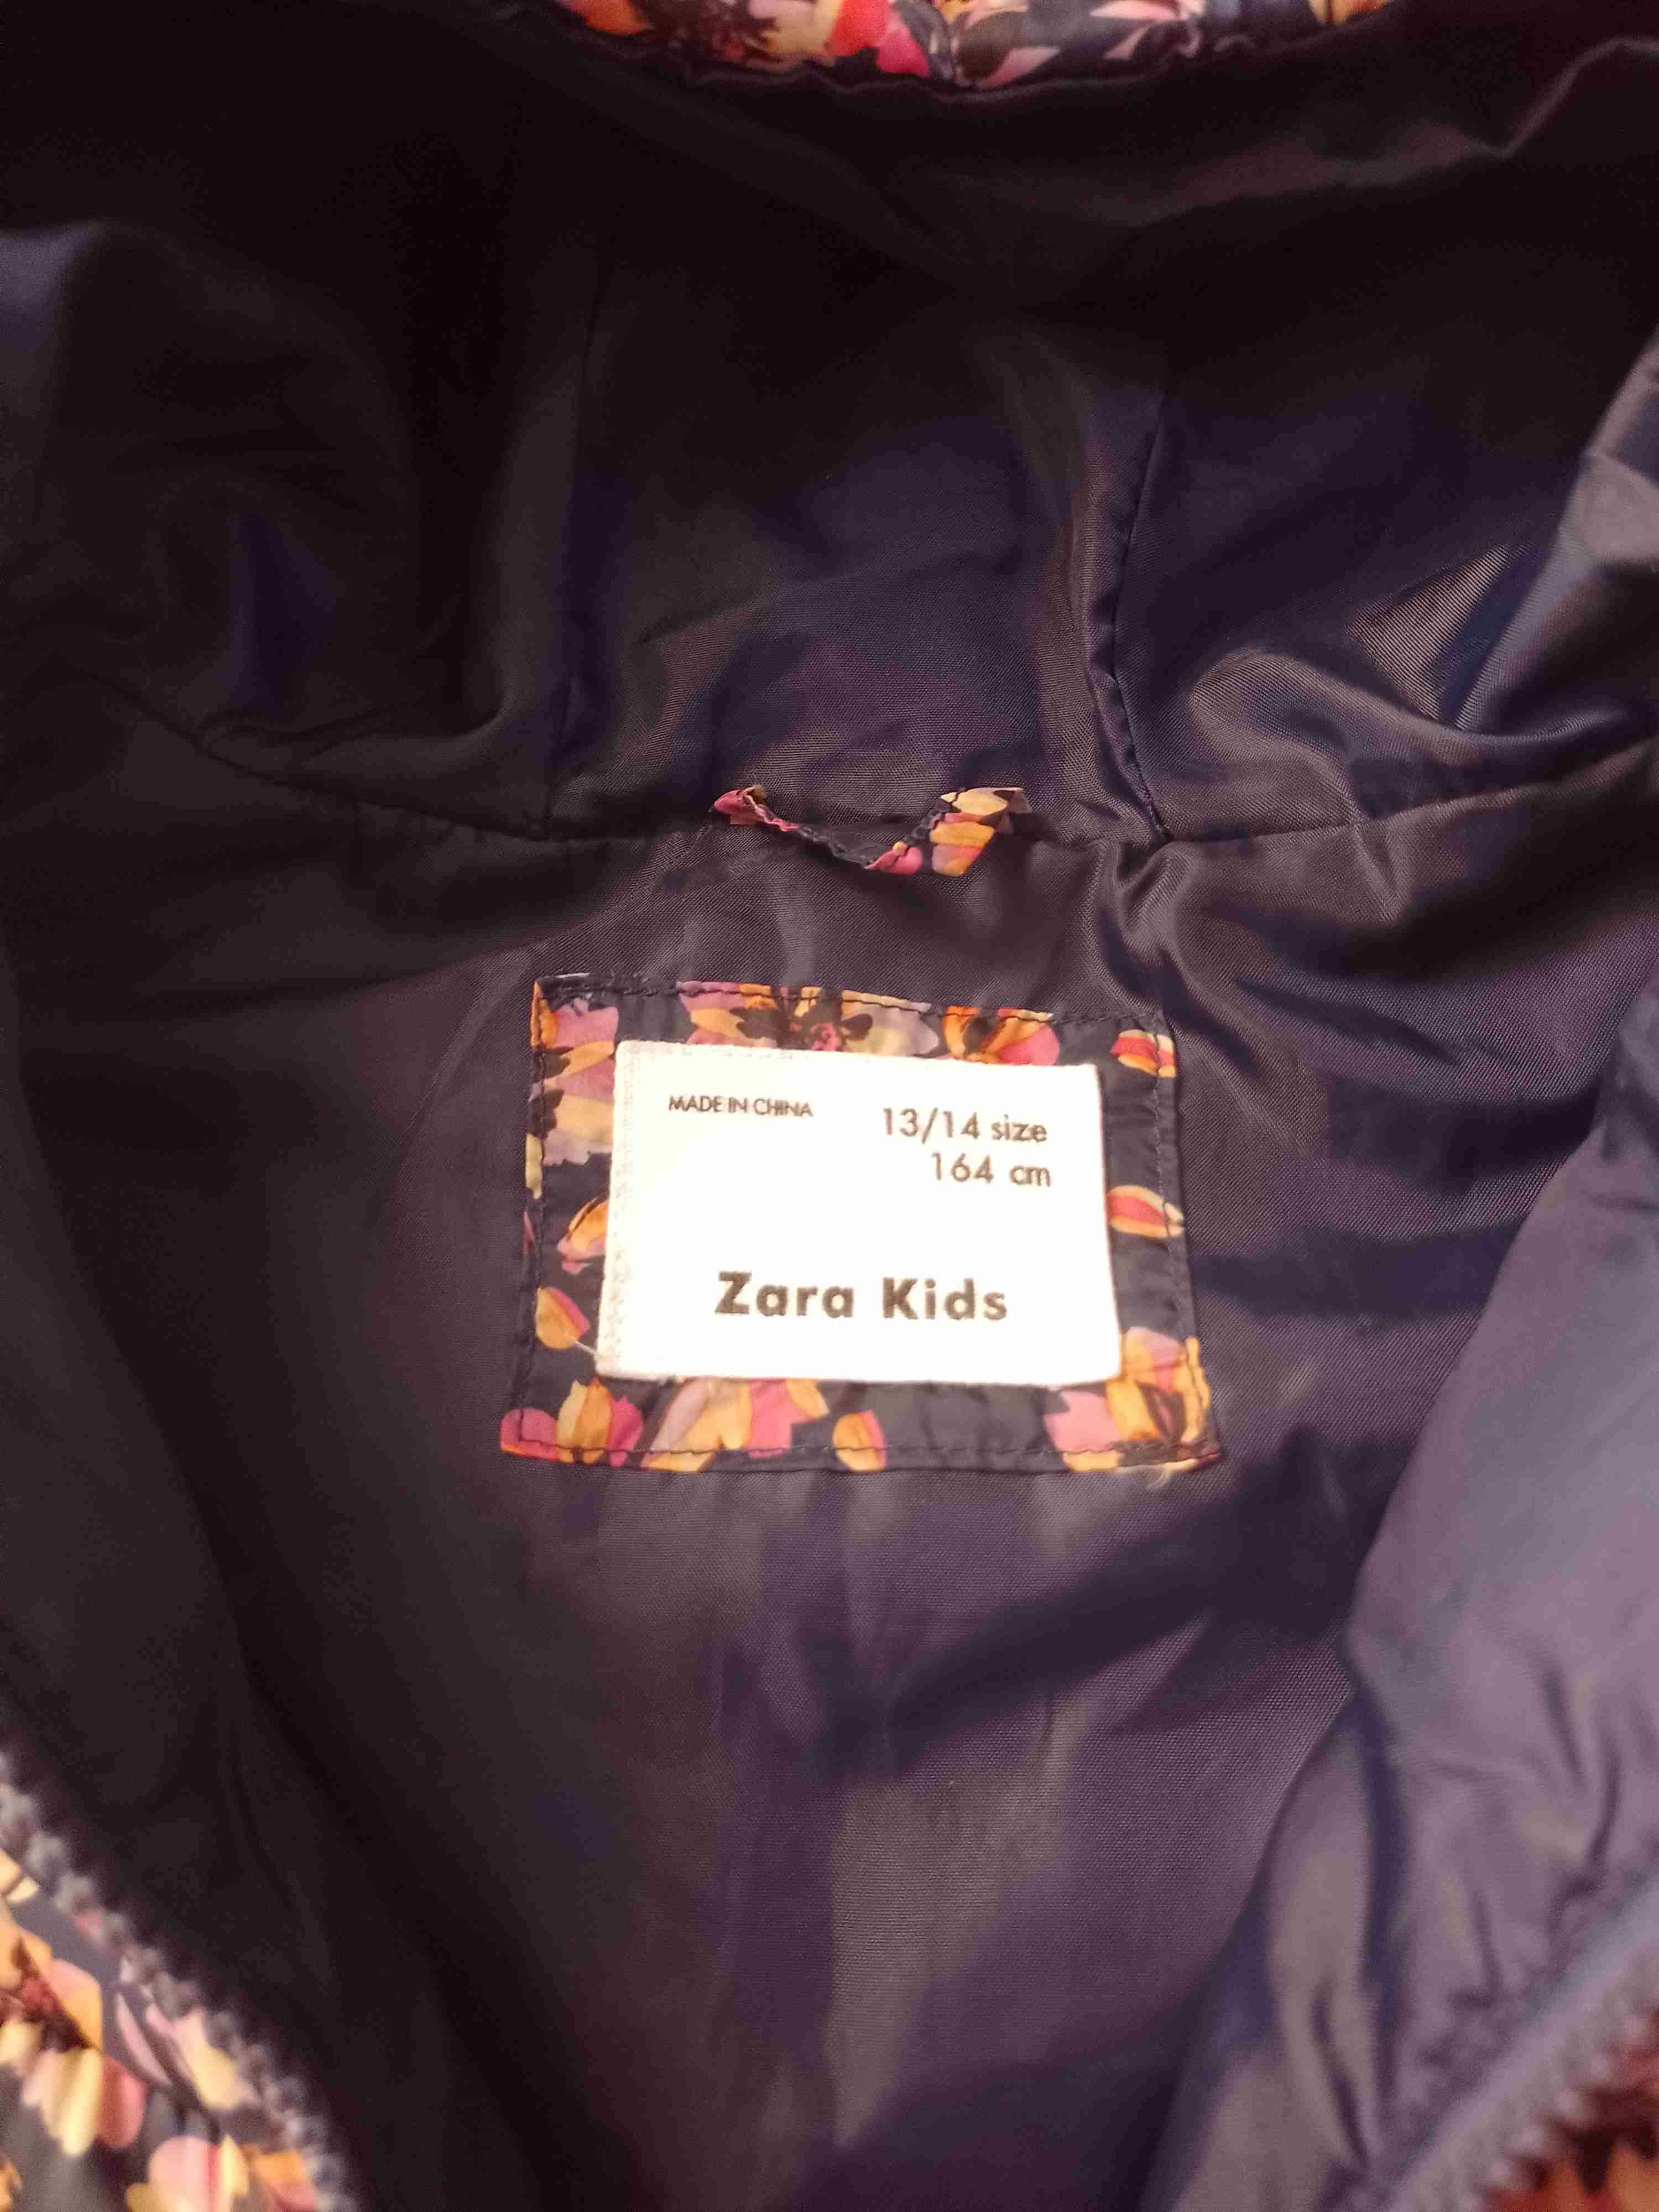 MADE IN CHINA
13/14 size
164 cm
Zara Kids